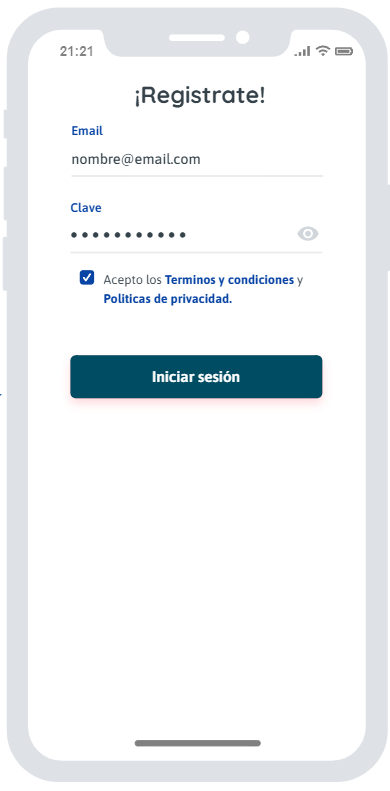 21:21
¡Registrate!
Email
nombre@email.com
Clave
Acepto los Terminos y condiciones y
Politicas de privacidad.
Iniciar sesión